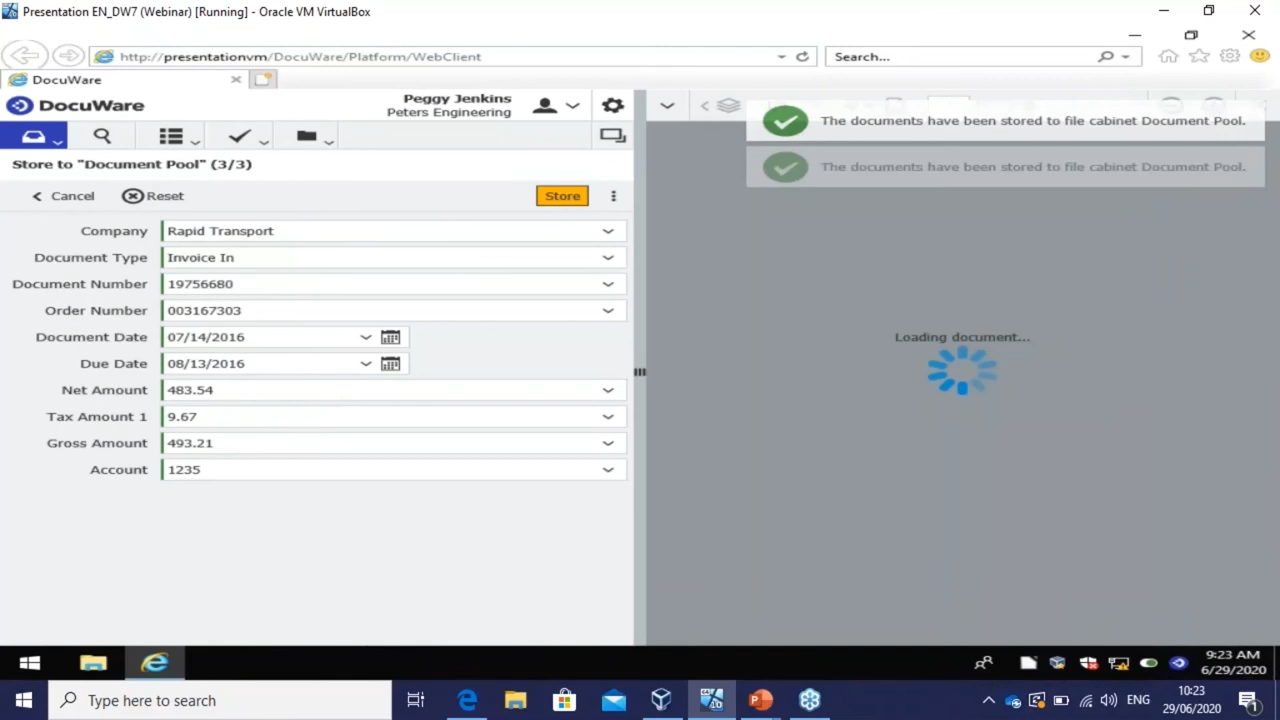 Presentation EN_DW7 (Webinar) [Running] - Oracle VM VirtualBox
http://presentationvm/DocuWare/Platform/WebClient
Search...
DocuWare
DocuWare
Peggy Jenkins
Peters Engineering
The documents have been stored to file cabinet Document Pool.
The documents have been stored to file cabinet Document Pool.
Store to "Document Pool" (3/3)
Cancel
Reset
Store
Company
Rapid Transport
Document Type
Invoice In
Document Number
19756680
Order Number
003167303
Document Date
07/14/2016
Due Date
08/13/2016
Net Amount
483.54
Tax Amount 1
9.67
Gross Amount
493.21
Account
1235
Loading document...
9:23 AM
6/29/2020
Type here to search
ENG
10:23
29/06/2020
1